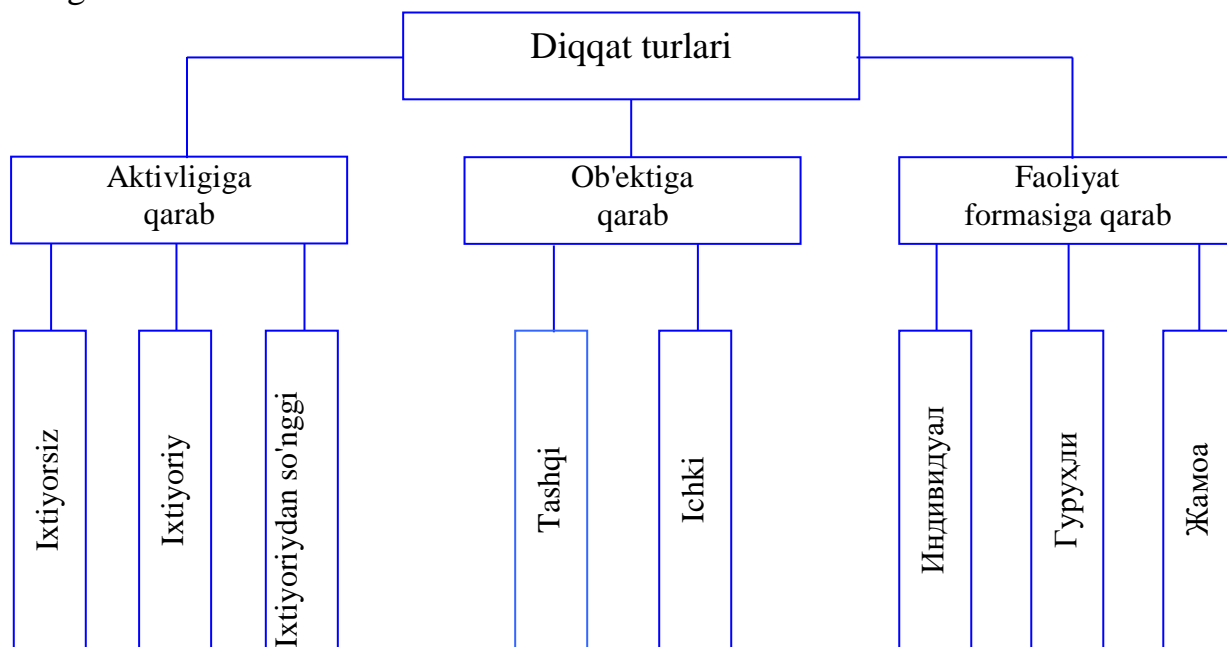 Diqqat turlari
Aktivligiga
qarab
Ob'ektiga
qarab
Faoliyat
formasiga qarab
Ixtiyorsiz
Ixtiyoriy
Ixtiyoriydan so'nggi
Tashqi
Ichki
Индивидуал
Гуруҳли
Жамоа